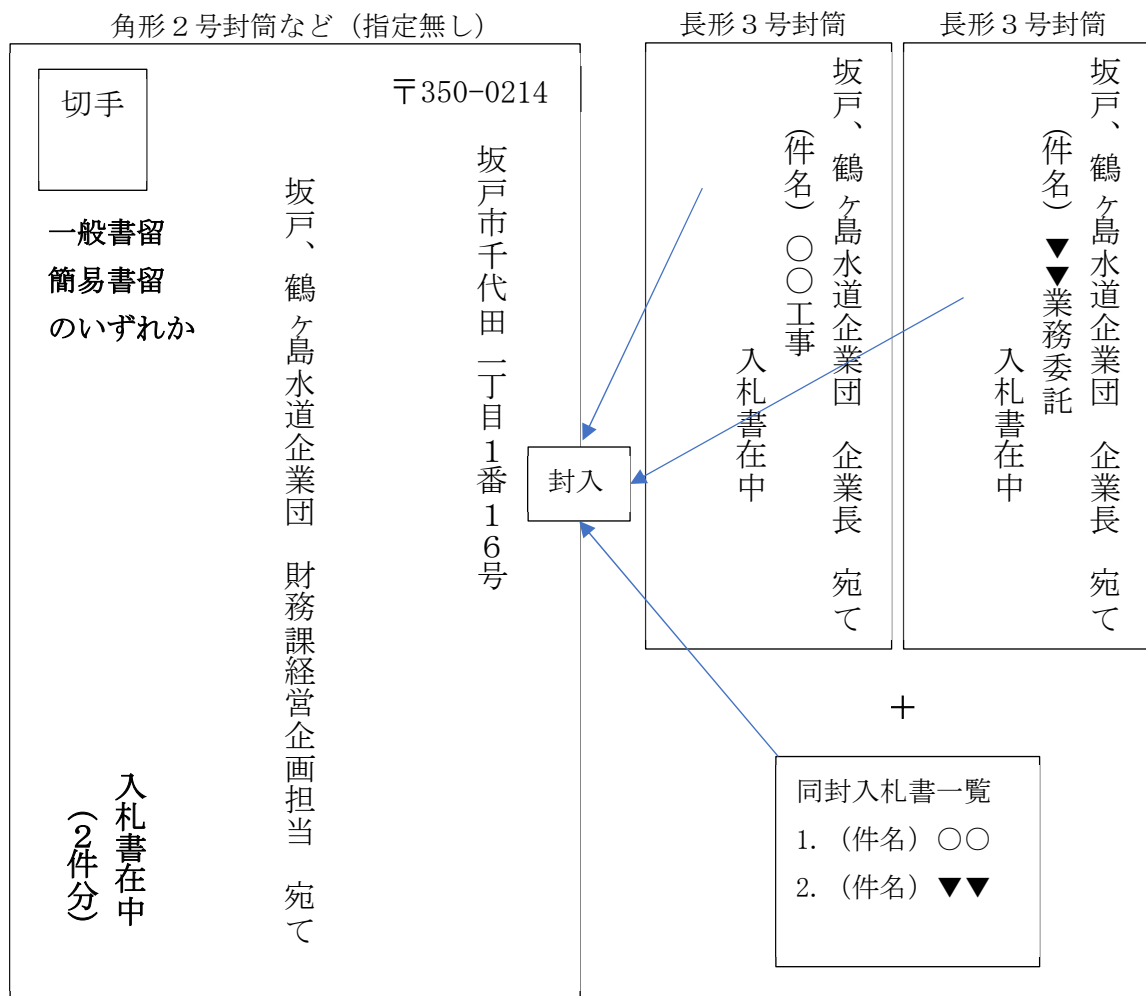 角形２号封筒など（指定無し）
切手
〒350-0214
一般書留
簡易書留
のいずれか
坂戸市千代田一丁目１番１６号
坂戸、鶴ヶ島水道企業団　財務課経営企画担当　宛て
入札書在中
（２件分）
封入
長形３号封筒
坂戸、鶴ヶ島水道企業団　企業長　宛て
（件名）○○工事
入札書在中
長形３号封筒
坂戸、鶴ヶ島水道企業団　企業長　宛て
（件名）▼▼業務委託
入札書在中
＋
同封入札書一覧
1. （件名）○○
2. （件名）▼▼